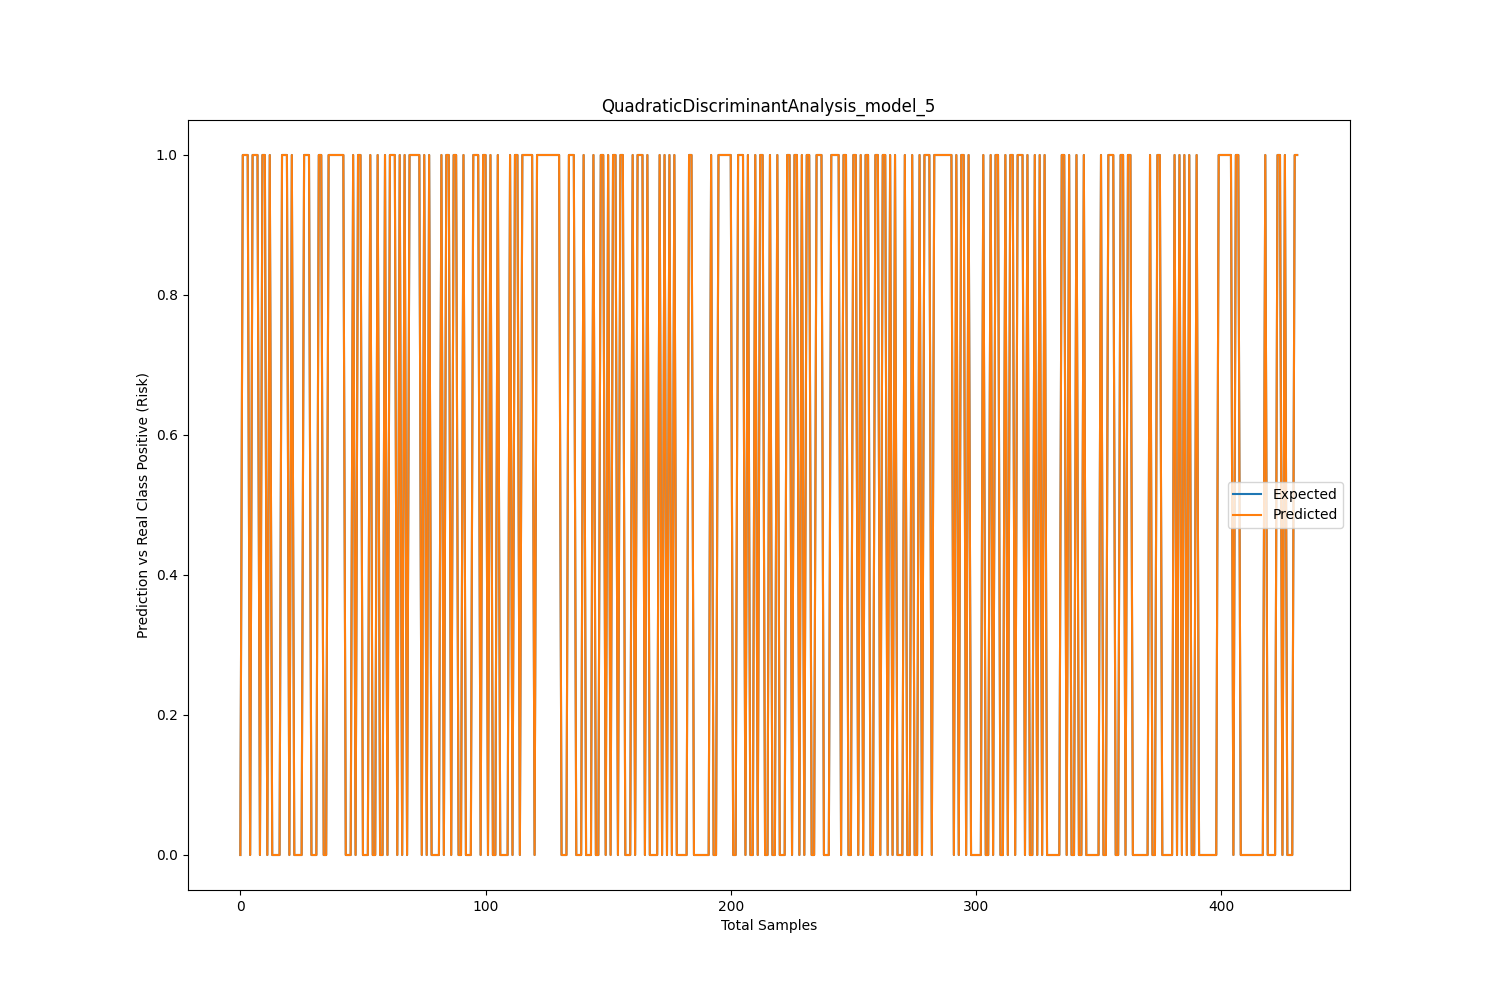 QuadraticDiscriminantAnalysis_model_5
1.0
0.8
0.6
0.4
0.2
0.0
Prediction vs Real Class Positive (Risk)
Expected
Predicted
0
100
200
300
400
Total Samples